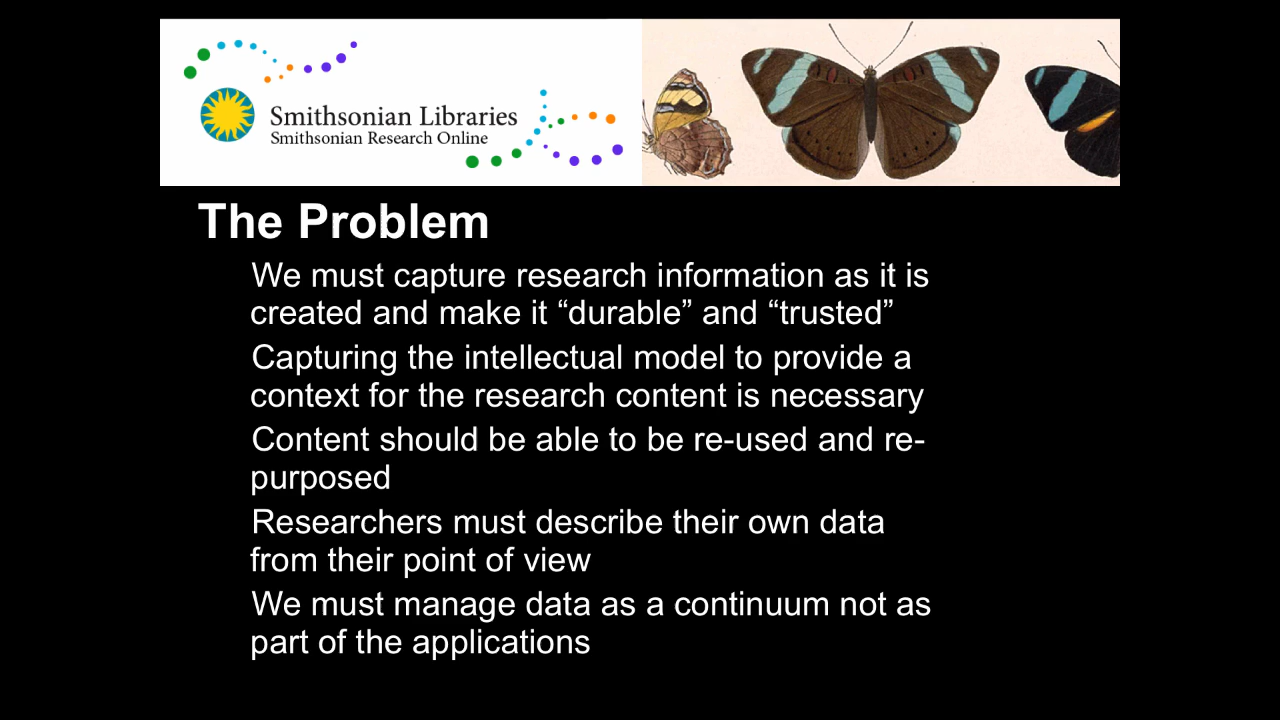 Smithsonian Libraries
Smithsonian Research Online
The Problem
We must capture research information as it is
created and make it “durable” and “trusted”
Capturing the intellectual model to provide a
context for the research content is necessary
Content should be able to be re-used and re-
purposed
Researchers must describe their own data
from their point of view
We must manage data as a continuum not as
part of the applications